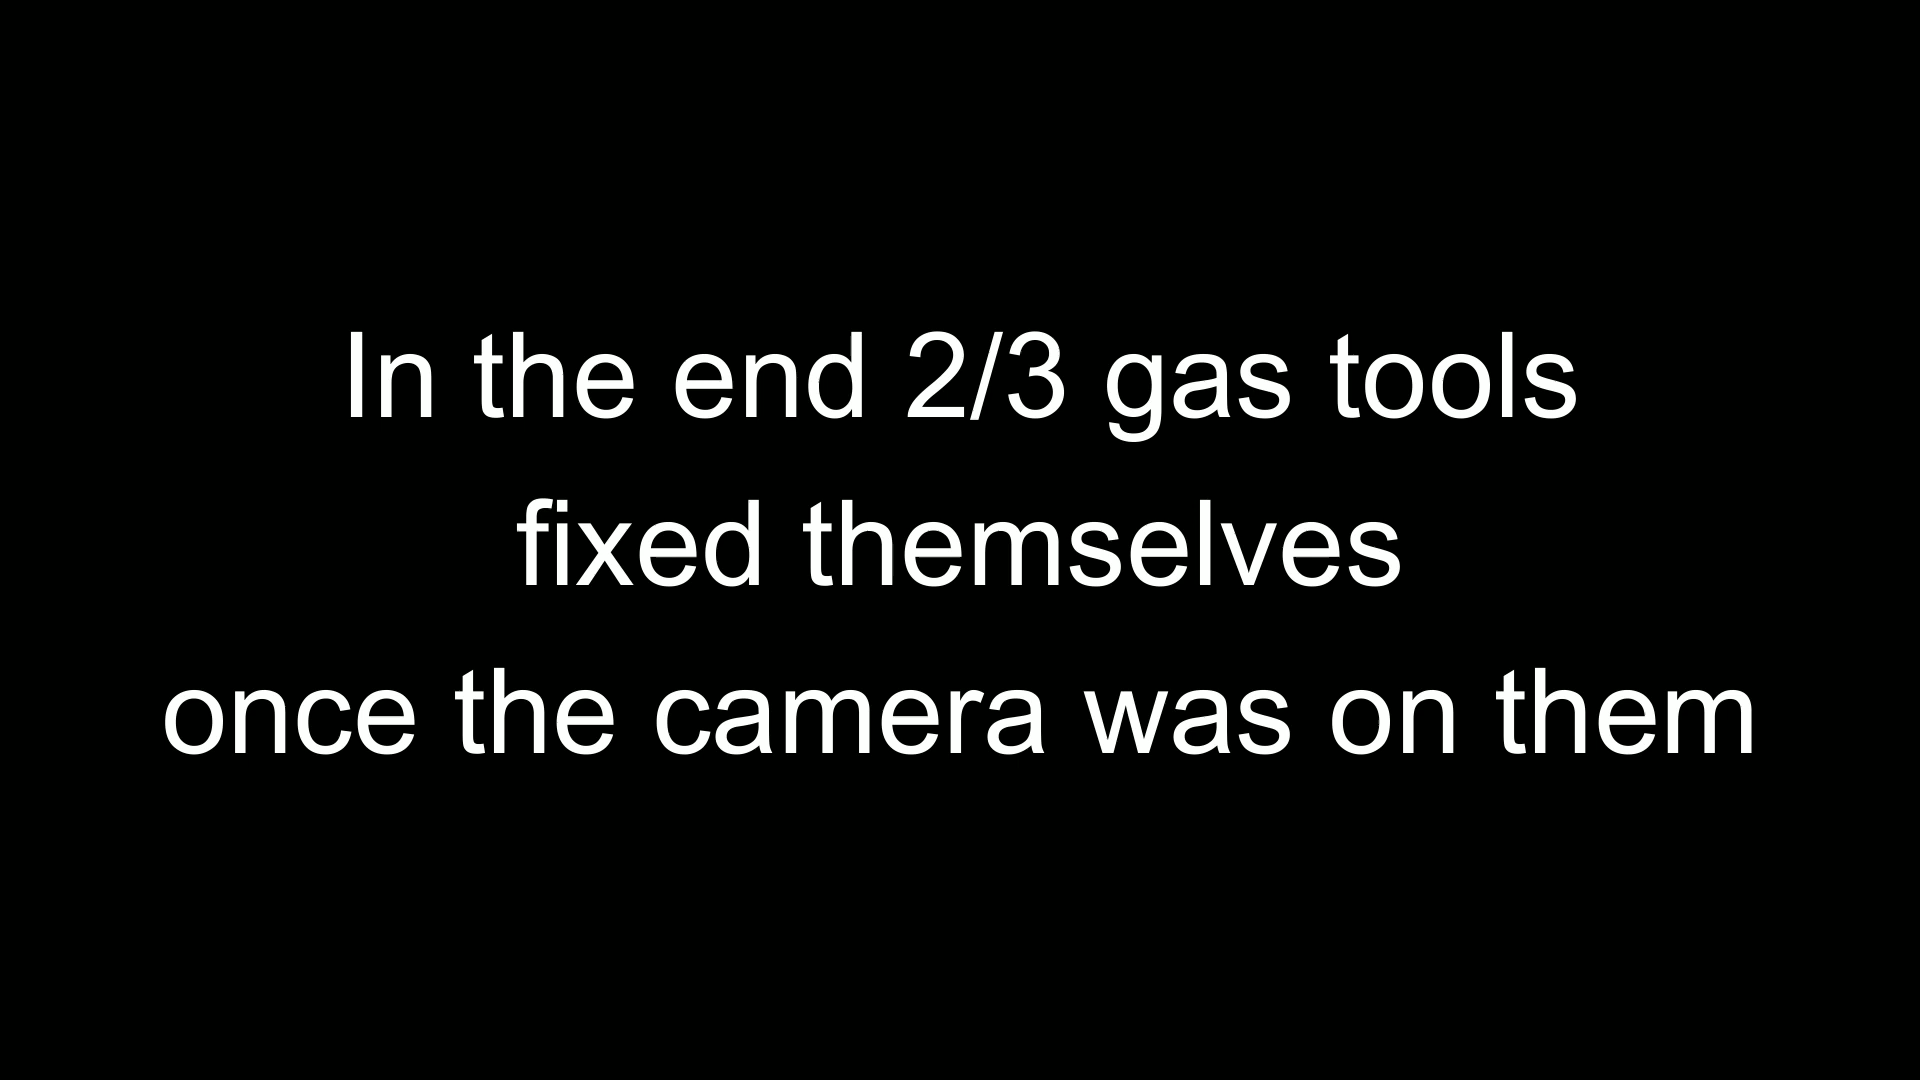 In the end 2/3 gas tools
fixed themselves
once the camera was on them